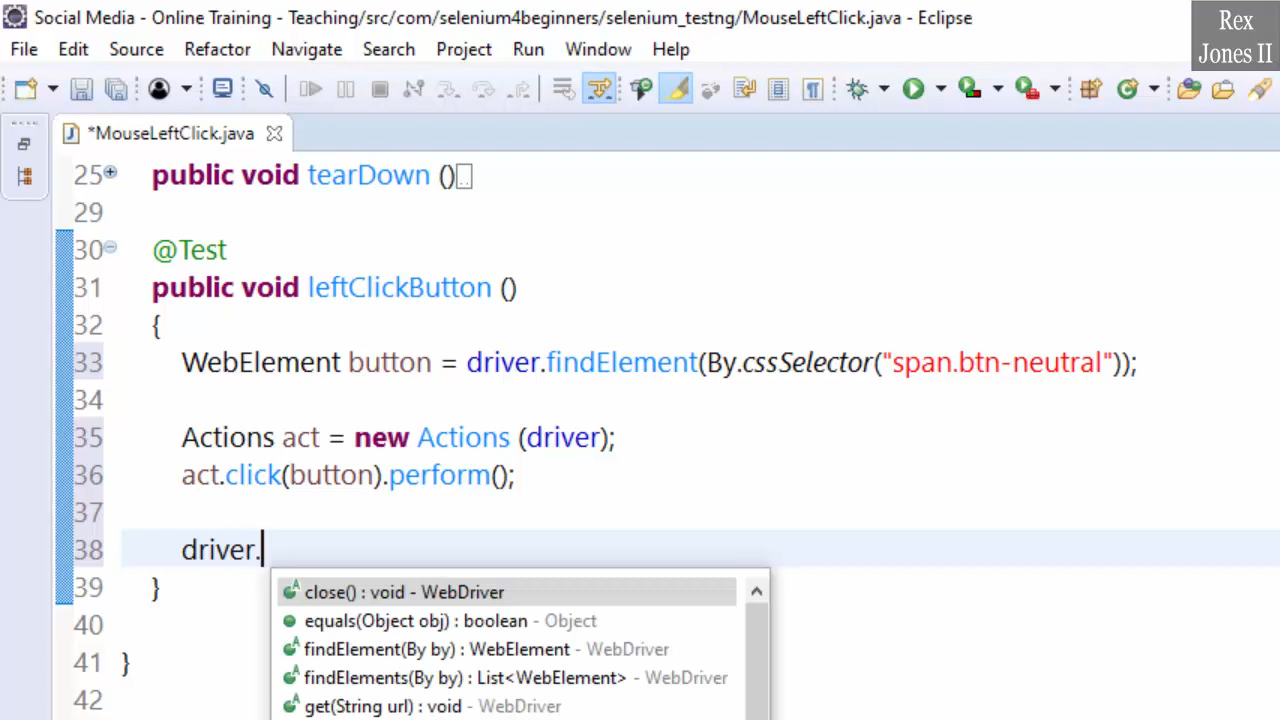 Social Media - Online Training - Teaching/src/com/selenium4beginners/selenium_testng/MouseLeftClick.java - Eclipse
Rex
Jones II
File Edit Source Refactor Navigate Search Run Project Run Window Help
*MouseLeftClick.java
25 public void tearDown ()
29
30 @Test
31 public void leftClickButton ()
32 {
33 WebElement button = driver.findElement(By.cssSelector("span.btn-neutral"));
34
35 Actions act = new Actions (driver);
36 act.click(button).perform();
37
38 driver.
39 }
close() : void - WebDriver
equals(Object obj) : boolean - Object
40
findElement(By by) : WebElement - WebDriver
41 }
findElements(By by) : List<WebElement> - WebDriver
42
get(String url) : void - WebDriver